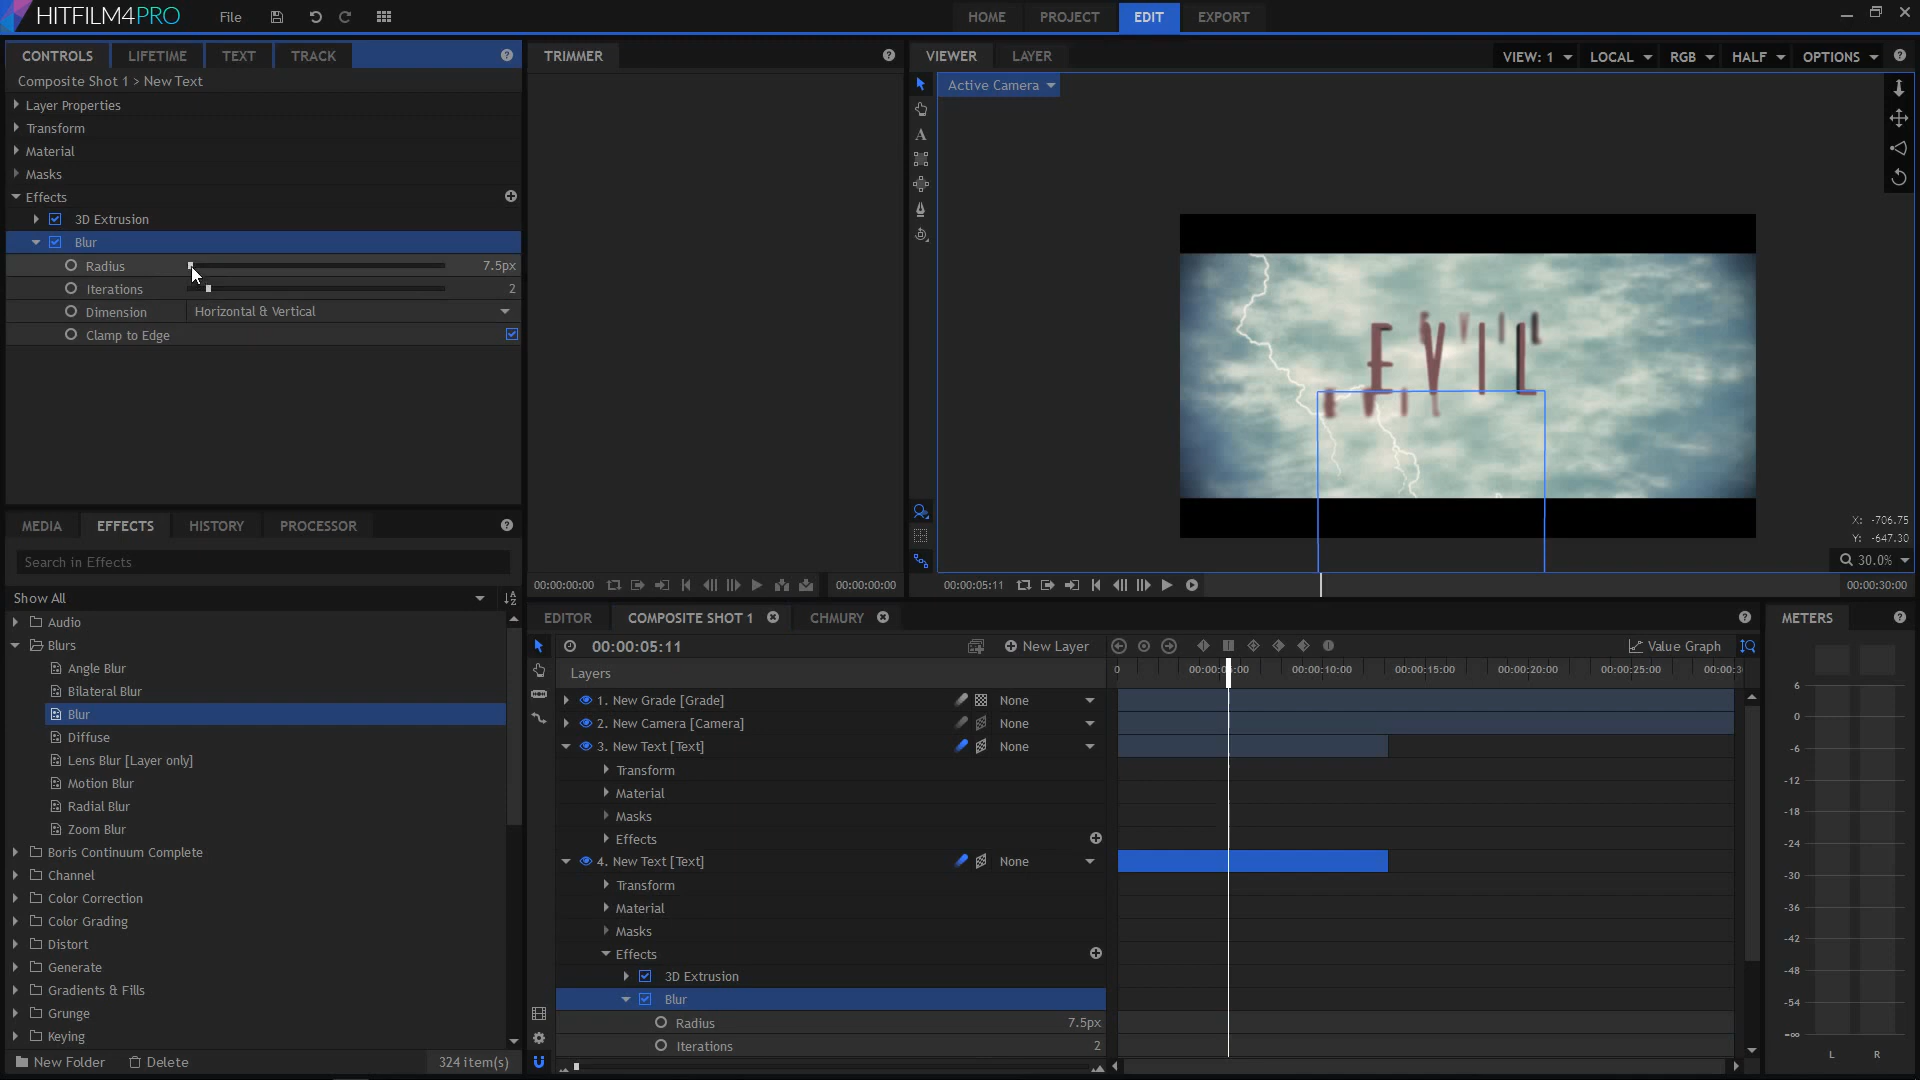 HITFILM4PRO File HOME PROJECT EDIT EXPORT
CONTROLS LIFETIME TEXT TRACK
Composite Shot 1 > New Text
Layer Properties
Transform
Material
Masks
Effects
3D Extrusion
Blur
Radius 7.5px
Iterations 2
Dimension Horizontal & Vertical
Clamp to Edge
TRIMMER
00:00:00:00 00:00:00:00
VIEWER LAYER VIEW: 1 LOCAL RGB HALF OPTIONS
Active Camera
EVIL
X: -706.75
Y: -647.30
30.0%
00:00:05:11 00:00:30:00
MEDIA EFFECTS HISTORY PROCESSOR
Search in Effects
Show All
Audio
Blurs
Angle Blur
Bilateral Blur
Blur
Diffuse
Lens Blur [Layer only]
Motion Blur
Radial Blur
Zoom Blur
Boris Continuum Complete
Channel
Color Correction
Color Grading
Distort
Generate
Gradients & Fills
Grunge
Keying
New Folder Delete 324 item(s)
EDITOR COMPOSITE SHOT 1 CHMURY
00:00:05:11 New Layer Value Graph
Layers 0 00:00:05:00 00:00:10:00 00:00:15:00 00:00:20:00 00:00:25:00 00:00:3
1. New Grade [Grade] None
2. New Camera [Camera] None
3. New Text [Text] None
Transform
Material
Masks
Effects
4. New Text [Text] None
Transform
Material
Masks
Effects
3D Extrusion
Blur
Radius 7.5px
Iterations 2
METERS
6
0
-6
-12
-18
-24
-30
-36
-42
-48
-54
-∞
L R